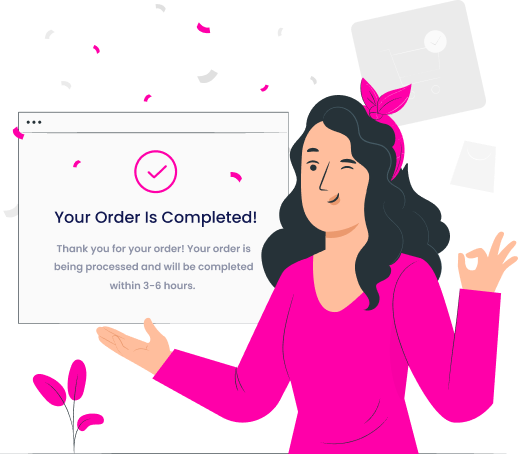 Your Order Is Completed!
Thank you for your order! Your order is
being processed and will be completed
within 3-6 hours.